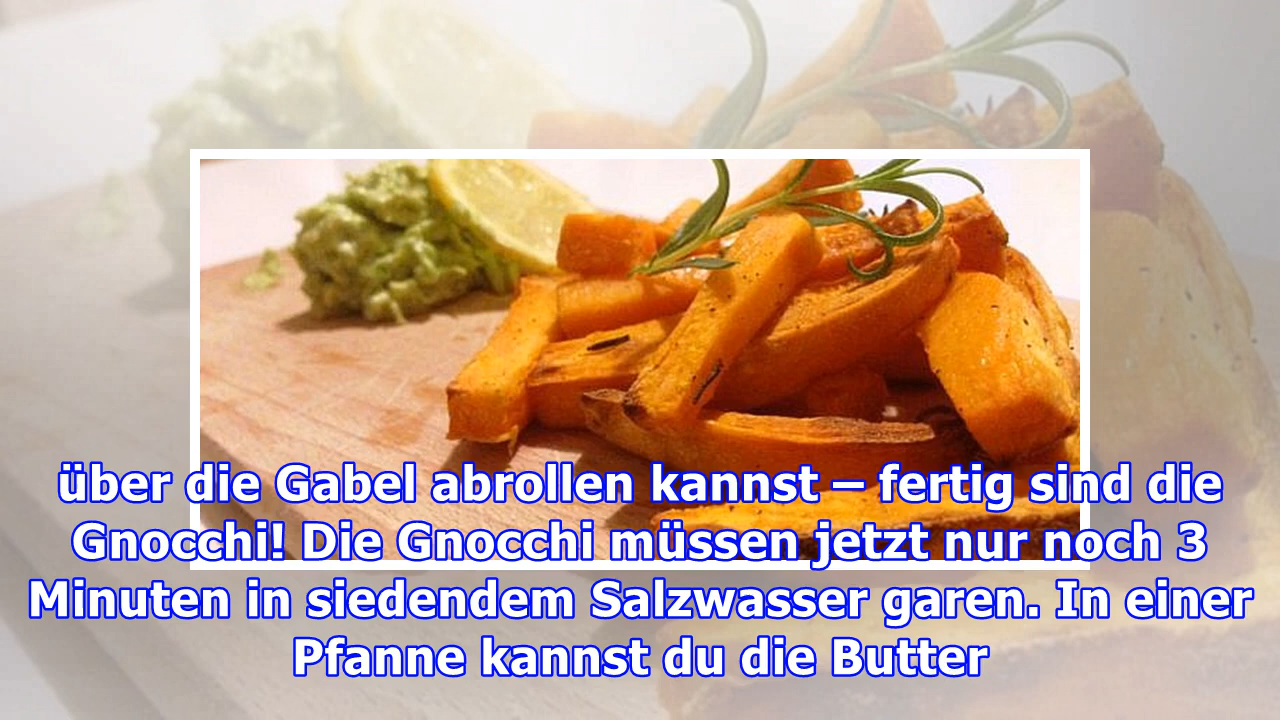 über die Gabel abrollen kannst – fertig sind die
Gnocchi! Die Gnocchi müssen jetzt nur noch 3
Minuten in siedendem Salzwasser garen. In einer
Pfanne kannst du die Butter